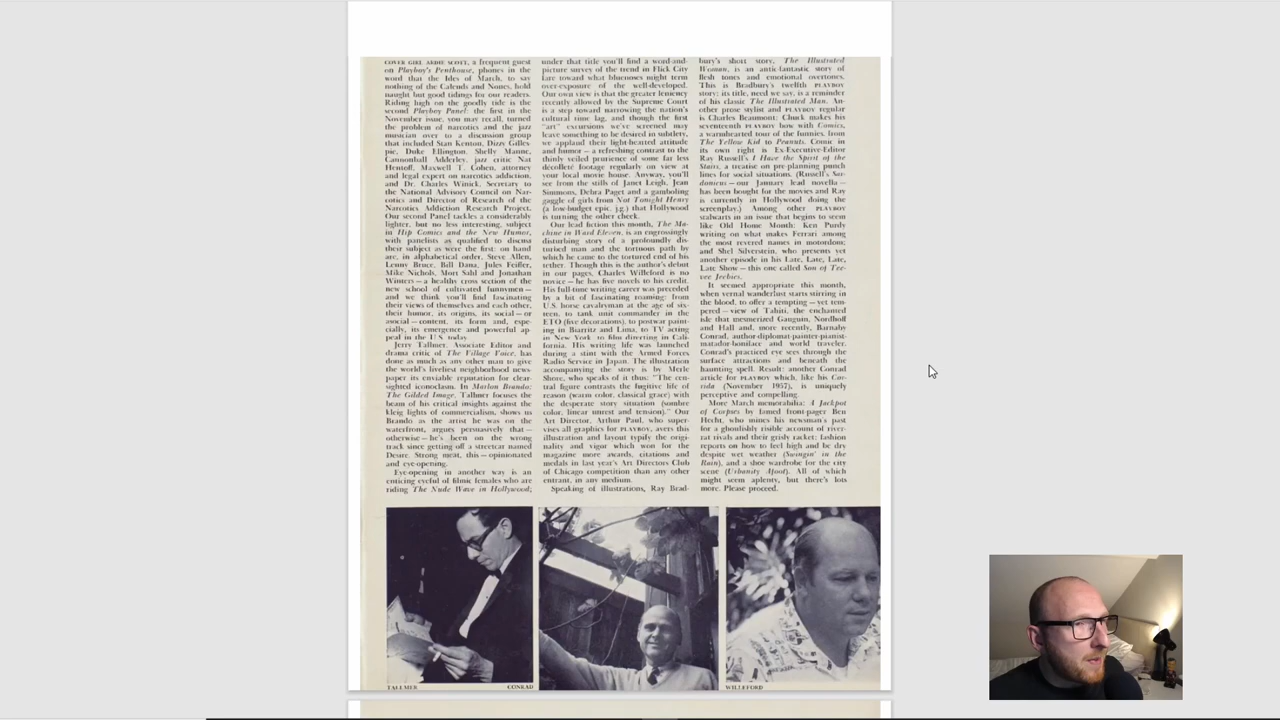 COVER GIRL ARDIE SCOTT, a frequent guest
on Playboy's Penthouse, phones in the
word that the Ides of March, to say
nothing of the Calends and Nones, hold
naught but good tidings for our readers.
Riding high on the goodly tide is the
second Playboy Panel: the first in the
November issue, you may recall, turned
the problem of narcotics and the jazz
musician over to a discussion group
that included Stan Kenton, Dizzy Gilles-
pie, Duke Ellington, Shelly Manne,
Cannonball Adderley, jazz critic Nat
Hentoff, Maxwell T. Cohen, attorney
and legal expert on narcotics addiction,
and Dr. Charles Winick, Secretary to
the National Advisory Council on Nar-
cotics and Director of Research of the
Narcotics Addiction Research Project.
Our second Panel tackles a considerably
lighter, but no less interesting, subject
in Hip Comics and the New Humor,
with panelists as qualified to discuss
their subject as were the first: on hand
are, in alphabetical order, Steve Allen,
Lenny Bruce, Bill Dana, Jules Feiffer,
Mike Nichols, Mort Sahl and Jonathan
Winters – a healthy cross section of the
new school of cultivated funnymen –
and we think you'll find fascinating
their views of themselves and each other,
their humor, its origins, its social – or
asocial – content, its form and, espe-
cially, its emergence and powerful ap-
peal in the U.S. today.
Jerry Tallmer, Associate Editor and
drama critic of The Village Voice, has
done as much as any other man to give
the world's liveliest neighborhood news-
paper its enviable reputation for clear-
sighted iconoclasm. In Marlon Brando:
The Gilded Image, Tallmer focuses the
beam of his critical insights against the
kleig lights of commercialism, shows us
Brando as the artist he was on the
waterfront, argues persuasively that –
otherwise – he's been on the wrong
track since getting off a streetcar named
Desire. Strong meat, this – opinionated
and eye-opening.
Eye-opening in another way is an
enticing eyeful of filmic females who are
riding The Nude Wave in Hollywood;
under that title you'll find a word-and-
picture survey of the trend in Flick City
fare toward what bluenoses might term
over-exposure of the well-developed.
Our own view is that the greater leniency
recently allowed by the Supreme Court
is a step toward narrowing the nation's
cultural time lag, and though the first
"art" excursions we've screened may
leave something to be desired in subtlety,
we applaud their light-hearted attitude
and humor – a refreshing contrast to the
thinly veiled prurience of some far less
décolleté footage regularly on view at
your local movie house. Anyway, you'll
see from the stills of Janet Leigh, Jean
Simmons, Debra Paget and a gamboling
gaggle of girls from Not Tonight Henry
(a low-budget epic, j.g.) that Hollywood
is turning the other cheek.
Our lead fiction this month, The Ma-
chine in Ward Eleven, is an engrossingly
disturbing story of a profoundly dis-
turbed man and the tortuous path by
which he came to the tortured end of his
tether. Though this is the author's debut
in our pages, Charles Willeford is no
novice – he has five novels to his credit.
His full-time writing career was preceded
by a bit of fascinating roaming: from
U.S. horse cavalryman at the age of six-
teen, to tank unit commander in the
ETO (five decorations), to postwar paint-
ing in Biarritz and Lima, to TV acting
in New York, to film directing in Cali-
fornia. His writing life was launched
during a stint with the Armed Forces
Radio Service in Japan. The illustration
accompanying the story is by Merle
Shore, who speaks of it thus: "The cen-
tral figure contrasts the fugitive life of
reason (warm color, classical grace) with
the desperate story situation (sombre
color, linear unrest and tension)." Our
Art Director, Arthur Paul, who super-
vises all graphics for PLAYBOY, avers this
illustration and layout typify the origi-
nality and vigor which won for the
magazine more awards, citations and
medals in last year's Art Directors Club
of Chicago competition than any other
entrant, in any medium.
Speaking of illustrations, Ray Brad-
bury's short story, The Illustrated
Woman, is an anti-fantastic story of
flesh tones and emotional overtones.
This is Bradbury's twelfth PLAYBOY
story; its title, need we say, is a reminder
of his classic The Illustrated Man. An-
other prose stylist and PLAYBOY regular
is Charles Beaumont: Chuck makes his
seventeenth PLAYBOY bow with Comics,
a warmhearted tour of the funnies, from
The Yellow Kid to Peanuts. Comic in
its own right is Ex-Executive-Editor
Ray Russell's I Have the Spirit of the
Stairs, a treatise on pre-planning punch
lines for social situations. (Russell's Sar-
donicus – our January lead novella –
has been bought for the movies and Ray
is currently in Hollywood doing the
screenplay.) Among other PLAYBOY
stalwarts in an issue that begins to seem
like Old Home Month: Ken Purdy
writing on what makes Ferrari among
the most revered names in motordom;
and Shel Silverstein, who presents yet
another episode in his Late, Late, Late,
Late Show – this one called Son of Tee-
vee Jeebies.
It seemed appropriate this month,
when vernal wanderlust starts stirring in
the blood, to offer a tempting – yet tem-
pered – view of Tahiti, the enchanted
isle that mesmerized Gauguin, Nordhoff
and Hall and, more recently, Barnaby
Conrad, author-diplomat-painter-pianist-
matador-boniface and world traveler.
Conrad's practiced eye sees through the
surface attractions and beneath the
haunting spell. Result: another Conrad
article for PLAYBOY which, like his Cor-
rida (November 1957), is uniquely
perceptive and compelling.
More March memorabilia: A Jackpot
of Corpses by famed front-pager Ben
Hecht, who mines his newsman's past
for a ghoulishly risible account of river-
rat rivals and their grisly racket; fashion
reports on how to feel high and be dry
despite wet weather (Swingin' in the
Rain), and a shoe wardrobe for the city
scene (Urbanity Afoot). All of which
might seem aplenty, but there's lots
more. Please proceed.
TALLMER CONRAD WILLEFORD